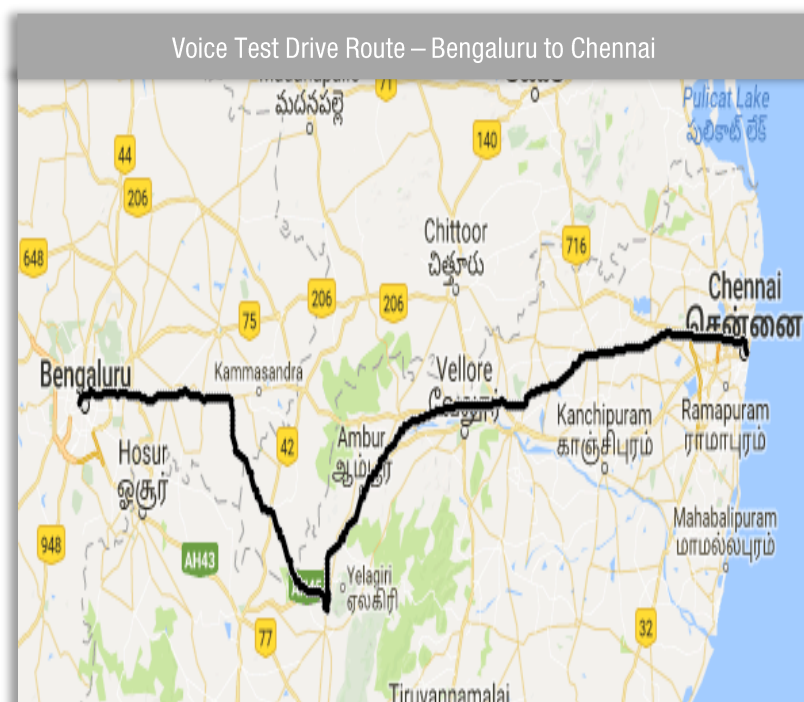 Voice Test Drive Route – Bengaluru to Chennai
మదనపల్లె
71
Pulicat Lake
పులికాట్ లేక్
44
140
206
Chittoor
చిత్తూరు
716
648
Chennai
சென்னை
206
206
75
Kammasandra
Vellore
வேலூர்
Bengaluru
Kanchipuram
காஞ்சிபுரம்
Ramapuram
ராமாபுரம்
42
Ambur
ஆம்பூர்
Hosur
ஓசூர்
Mahabalipuram
மாமல்லபுரம்
948
AH43
Yelagiri
ஏலகிரி
77
32
Tiruvannamalai